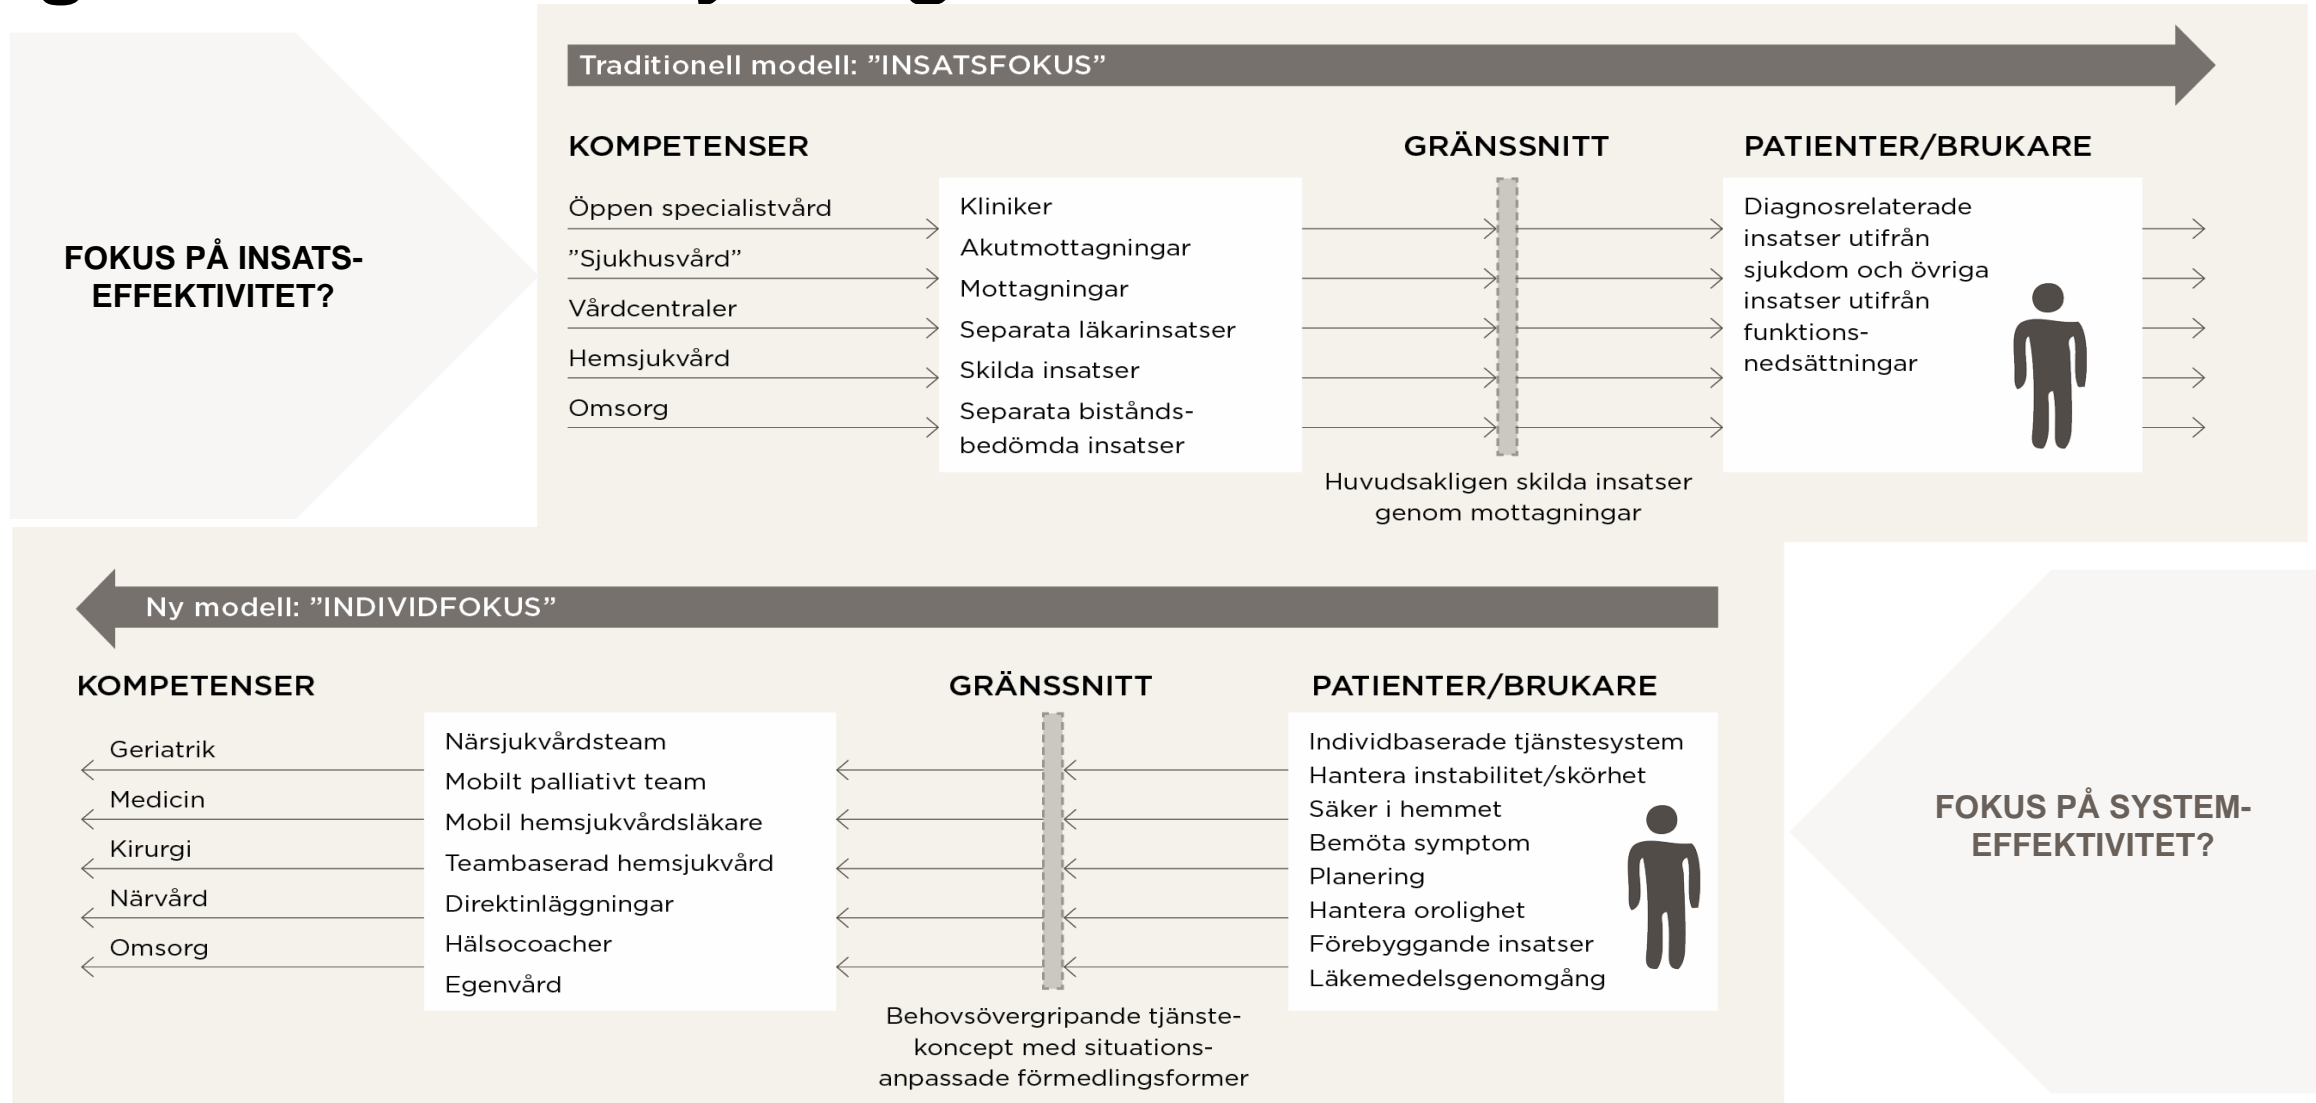 Traditionell modell: ”INSATSFOKUS”
FOKUS PÅ INSATS-
EFFEKTIVITET?
KOMPETENSER
Öppen specialistvård
”Sjukhusvård”
Vårdcentraler
Hemsjukvård
Omsorg
Kliniker
Akutmottagningar
Mottagningar
Separata läkarinsatser
Skilda insatser
Separata bistånds-
bedömda insatser
GRÄNSSNITT
Huvudsakligen skilda insatser
genom mottagningar
PATIENTER/BRUKARE
Diagnosrelaterade
insatser utifrån
sjukdom och övriga
insatser utifrån
funktions-
nedsättningar
Ny modell: ”INDIVIDFOKUS”
KOMPETENSER
Geriatrik
Medicin
Kirurgi
Närvård
Omsorg
Närsjukvårdsteam
Mobilt palliativt team
Mobil hemsjukvårdsläkare
Teambaserad hemsjukvård
Direktinläggningar
Hälsocoacher
Egenvård
GRÄNSSNITT
Behovsövergripande tjänste-
koncept med situations-
anpassade förmedlingsformer
PATIENTER/BRUKARE
Individbaserade tjänstesystem
Hantera instabilitet/skörhet
Säker i hemmet
Bemöta symptom
Planering
Hantera orolighet
Förebyggande insatser
Läkemedelsgenomgång
FOKUS PÅ SYSTEM-
EFFEKTIVITET?